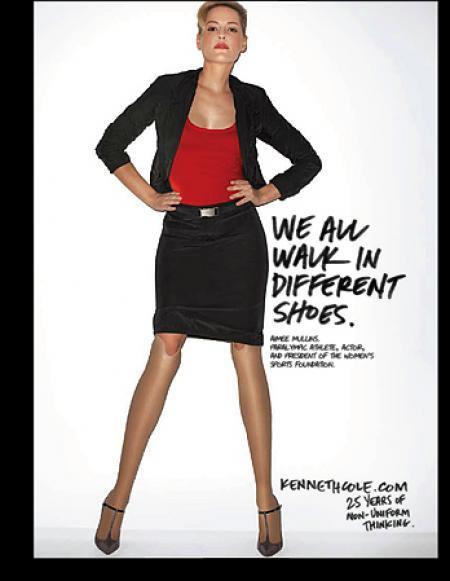 WE ALL
WALK IN
DIFFERENT
SHOES.
AIMEE MULLINS.
PARALYMPIC ATHLETE, ACTOR,
AND PRESIDENT OF THE WOMEN'S
SPORTS FOUNDATION.
KENNETHCOLE.COM
25 YEARS OF
NON-UNIFORM
THINKING.